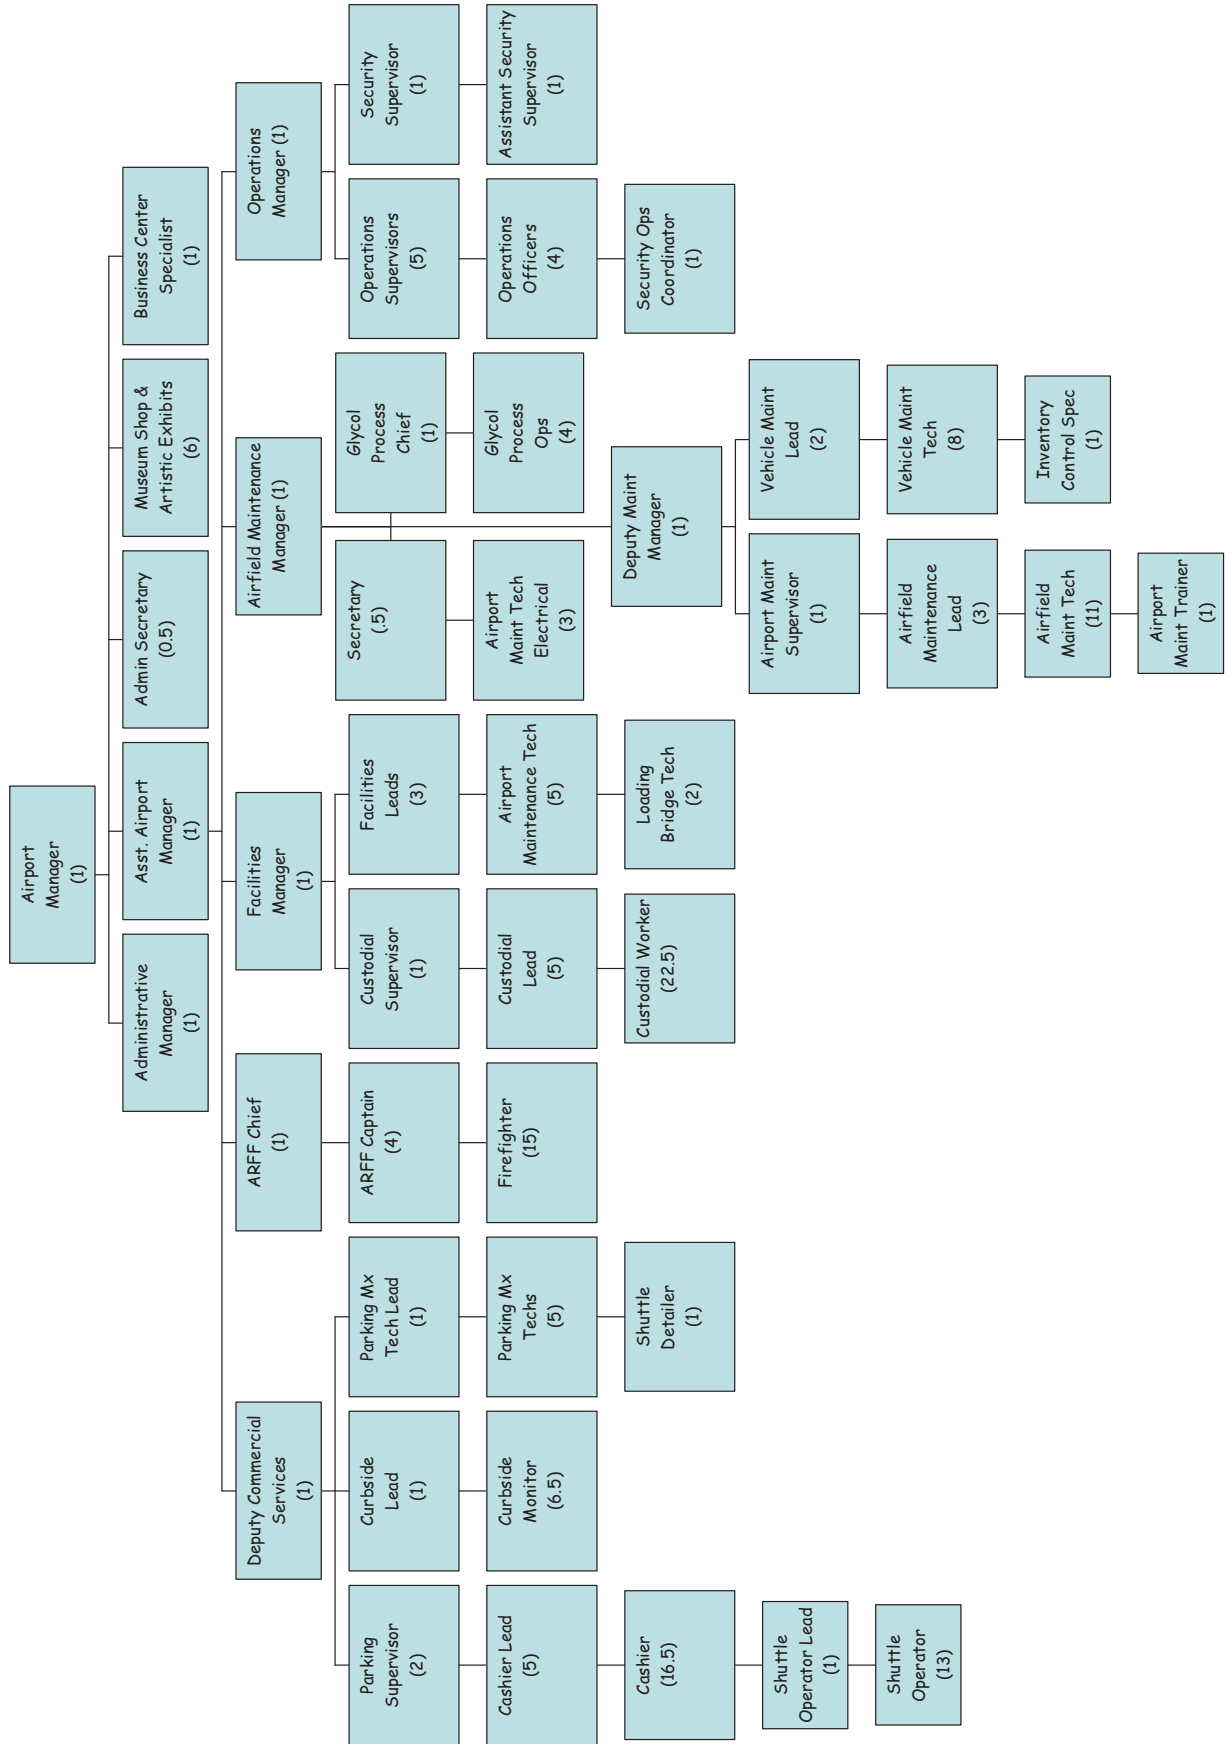 Airport
Manager
(1)
Administrative
Manager
(1)
Asst. Airport
Manager
(1)
Admin Secretary
(0.5)
Museum Shop &
Artistic Exhibits
(6)
Business Center
Specialist
(1)
Deputy Commercial
Services
(1)
ARFF Chief
(1)
Facilities
Manager
(1)
Airfield Maintenance
Manager (1)
Operations
Manager (1)
Parking
Supervisor
(2)
Cashier Lead
(5)
Cashier
(16.5)
Shuttle
Operator Lead
(1)
Shuttle
Operator
(13)
Curbside
Lead
(1)
Curbside
Monitor
(6.5)
Parking Mx
Tech Lead
(1)
Parking Mx
Techs
(5)
Shuttle
Detailer
(1)
ARFF Captain
(4)
Firefighter
(15)
Custodial
Supervisor
(1)
Custodial
Lead
(5)
Custodial Worker
(22.5)
Facilities
Leads
(3)
Airport
Maintenance Tech
(5)
Loading
Bridge Tech
(2)
Secretary
(.5)
Airport
Maint Tech
Electrical
(3)
Glycol
Process
Chief
(1)
Glycol
Process
Ops
(4)
Deputy Maint
Manager
(1)
Airport Maint
Supervisor
(1)
Airfield
Maintenance
Lead
(3)
Airfield
Maint Tech
(11)
Airport
Maint Trainer
(1)
Vehicle Maint
Lead
(2)
Vehicle Maint
Tech
(8)
Inventory
Control Spec
(1)
Operations
Supervisors
(5)
Operations
Officers
(4)
Security Ops
Coordinator
(1)
Security
Supervisor
(1)
Assistant Security
Supervisor
(1)